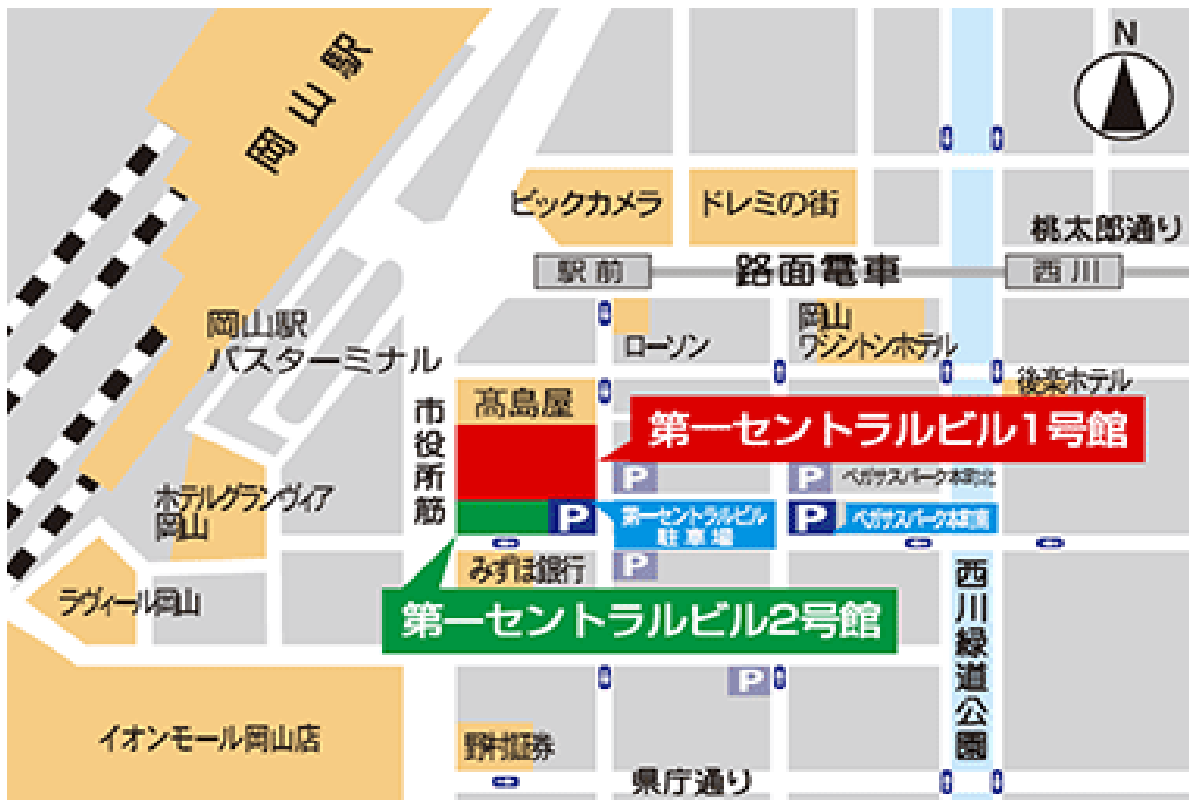 N
岡山駅
ビックカメラ
ドレミの街
桃太郎通り
駅前
路面電車
西川
岡山駅
バスターミナル
ローソン
岡山
ワシントンホテル
後楽ホテル
髙島屋
市役所筋
第一セントラルビル1号館
P
P
ペガサスパーク本町北
ホテルグランヴィア
岡山
P
第一セントラルビル
駐車場
P
ペガサスパーク本町南
みずほ銀行
P
ラヴィール岡山
第一セントラルビル2号館
西川緑道公園
P
イオンモール岡山店
野村証券
県庁通り